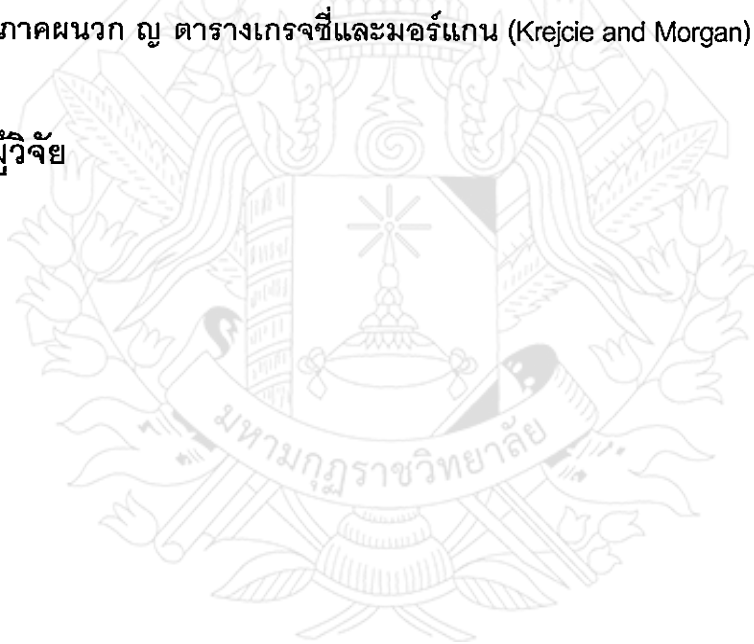 ภาคผนวก ญ ตารางเกรจซี่และมอร์แกน (Krejcie and Morgan)
ผู้วิจัย
มหามกุฏราชวิทยาลัย